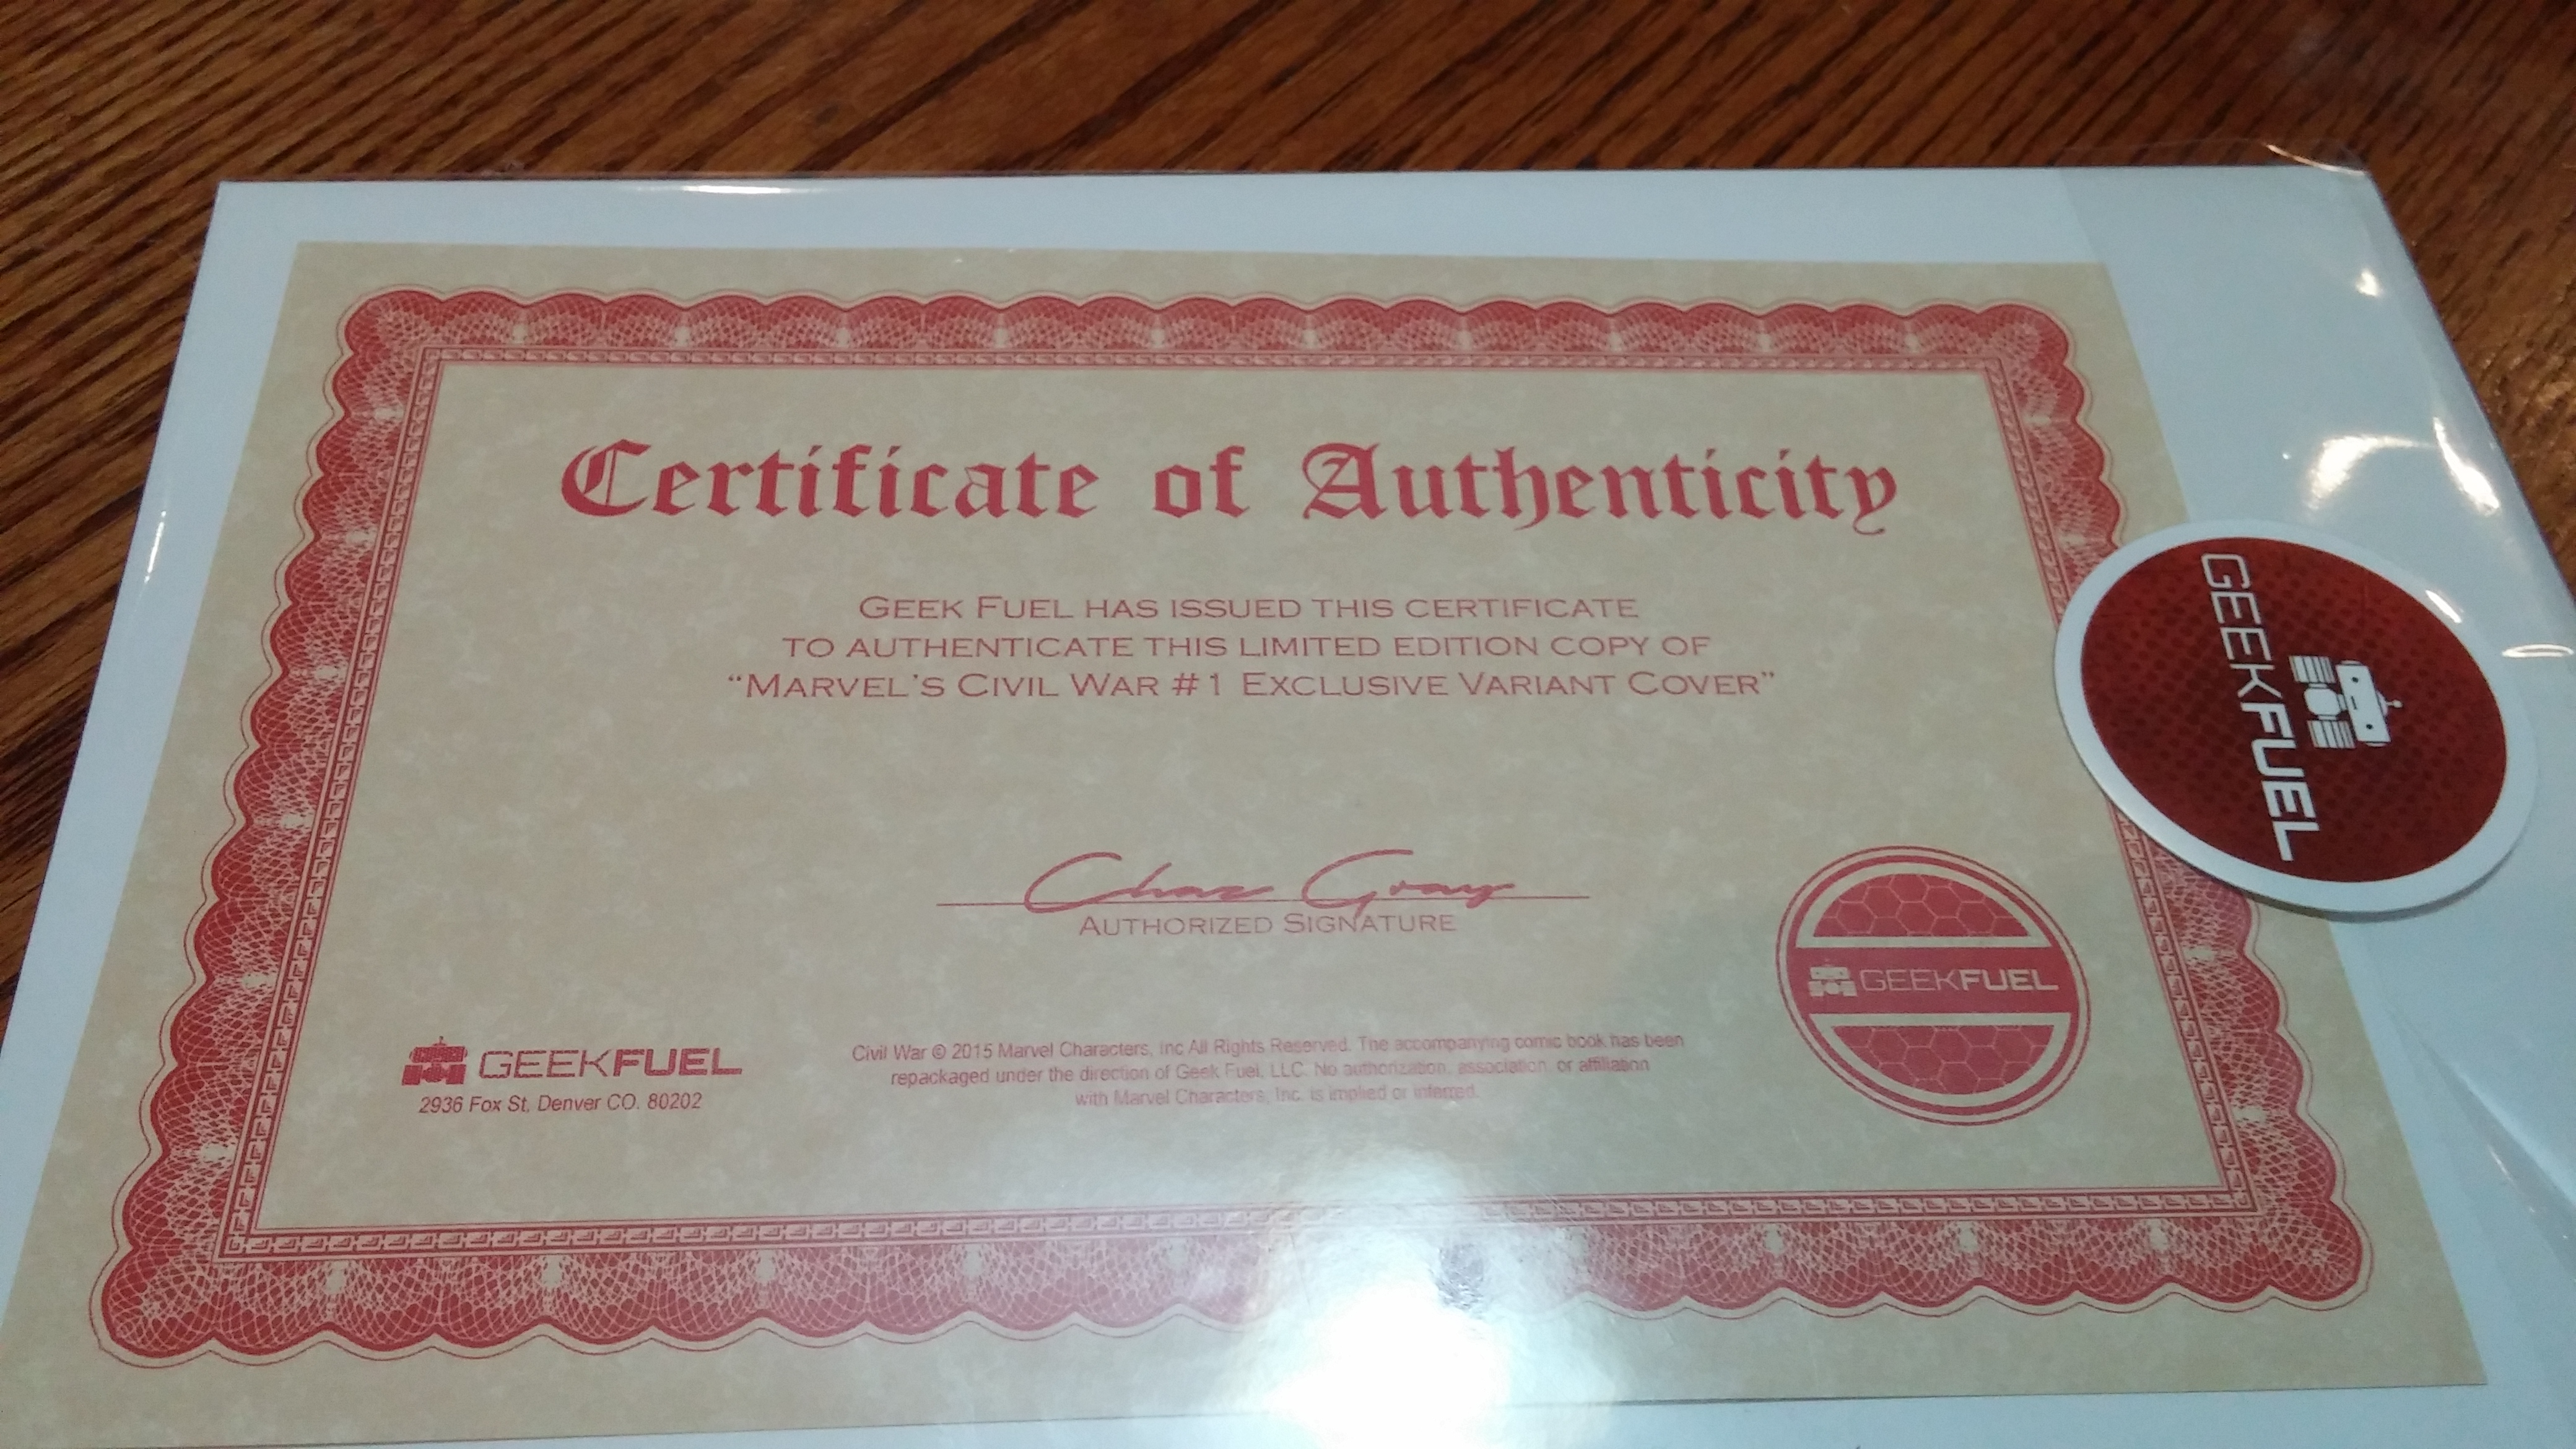 Certificate of Authenticity
GEEK FUEL HAS ISSUED THIS CERTIFICATE
TO AUTHENTICATE THIS LIMITED EDITION COPY OF
“MARVEL’S CIVIL WAR #1 EXCLUSIVE VARIANT COVER”
GEEKFUEL
Chaz Gray
AUTHORIZED SIGNATURE
GEEKFUEL
GEEKFUEL
2936 Fox St, Denver CO. 80202
Civil War © 2015 Marvel Characters, Inc All Rights Reserved. The accompanying comic book has been
repackaged under the direction of Geek Fuel, LLC. No authorization, association, or affiliation
with Marvel Characters, Inc. is implied or inferred.